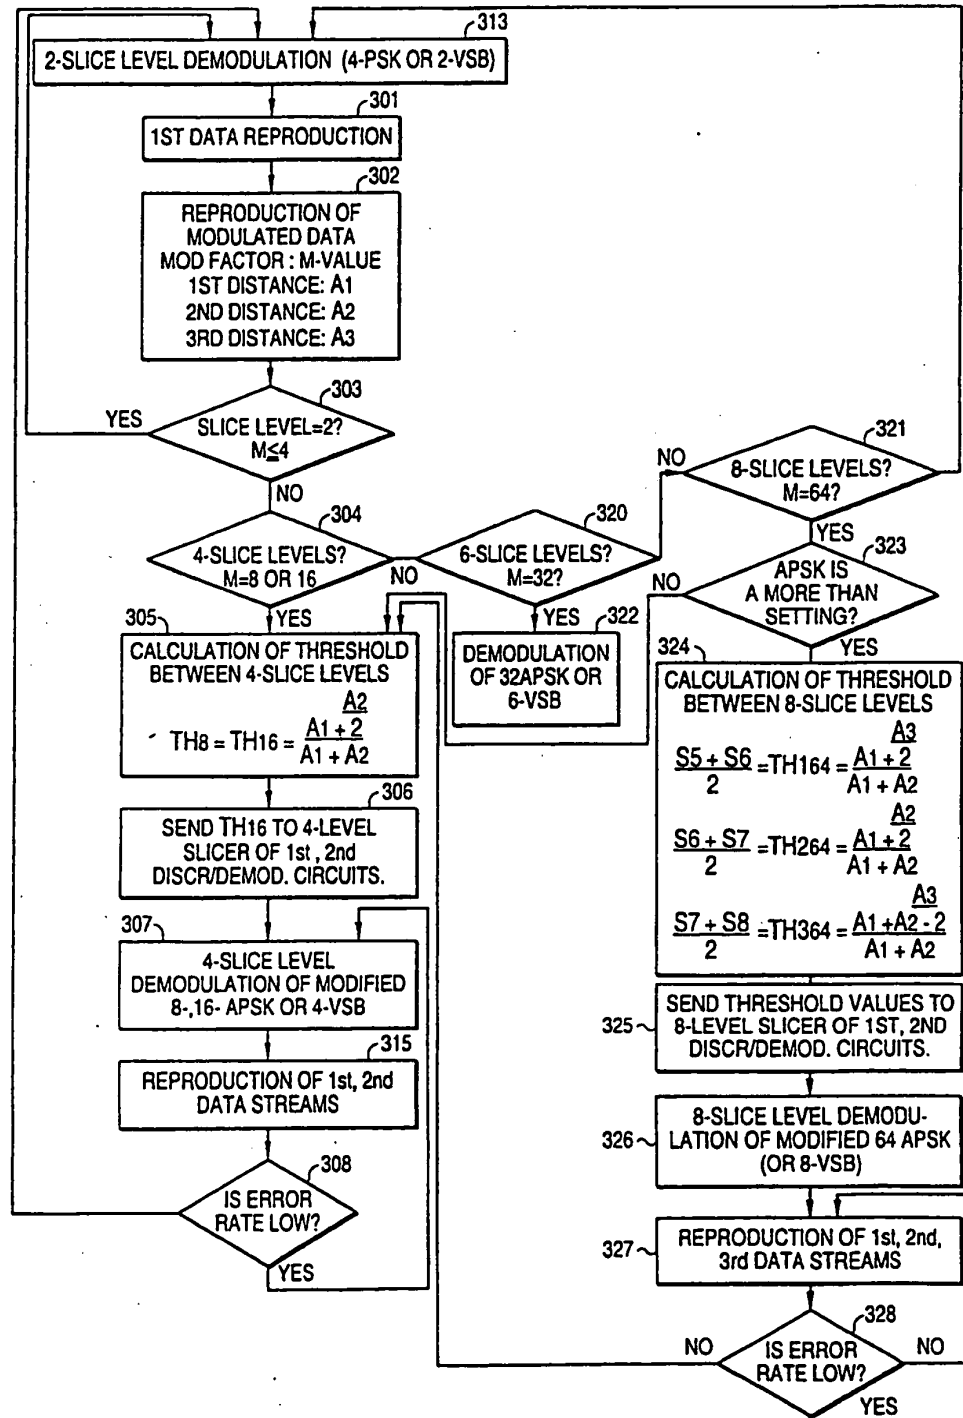 313
2-SLICE LEVEL DEMODULATION (4-PSK OR 2-VSB)
301
1ST DATA REPRODUCTION
302
REPRODUCTION OF
MODULATED DATA
MOD FACTOR : M-VALUE
1ST DISTANCE: A1
2ND DISTANCE: A2
3RD DISTANCE: A3
303
YES
SLICE LEVEL=2?
M≤4
NO
304
4-SLICE LEVELS?
M=8 OR 16
NO
YES
320
6-SLICE LEVELS?
M=32?
NO
YES
321
8-SLICE LEVELS?
M=64?
YES
323
APSK IS
A MORE THAN
SETTING?
NO
YES
305
CALCULATION OF THRESHOLD
BETWEEN 4-SLICE LEVELS
A2
TH8 = TH16 = A1 + 2
A1 + A2
322
DEMODULATION
OF 32APSK OR
6-VSB
324
CALCULATION OF THRESHOLD
BETWEEN 8-SLICE LEVELS
A3
S5 + S6 =TH164 = A1 + 2
2 A1 + A2
A2
S6 + S7 =TH264 = A1 + 2
2 A1 + A2
A3
S7 + S8 =TH364 = A1 +A2 - 2
2 A1 + A2
306
SEND TH16 TO 4-LEVEL
SLICER OF 1st , 2nd
DISCR/DEMOD. CIRCUITS.
307
4-SLICE LEVEL
DEMODULATION OF MODIFIED
8-,16- APSK OR 4-VSB
315
REPRODUCTION OF 1st, 2nd
DATA STREAMS
308
IS ERROR
RATE LOW?
YES
325
SEND THRESHOLD VALUES TO
8-LEVEL SLICER OF 1ST, 2ND
DISCR/DEMOD. CIRCUITS.
326
8-SLICE LEVEL DEMODU-
LATION OF MODIFIED 64 APSK
(OR 8-VSB)
327
REPRODUCTION OF 1st, 2nd,
3rd DATA STREAMS
328
NO
IS ERROR
RATE LOW?
NO
YES